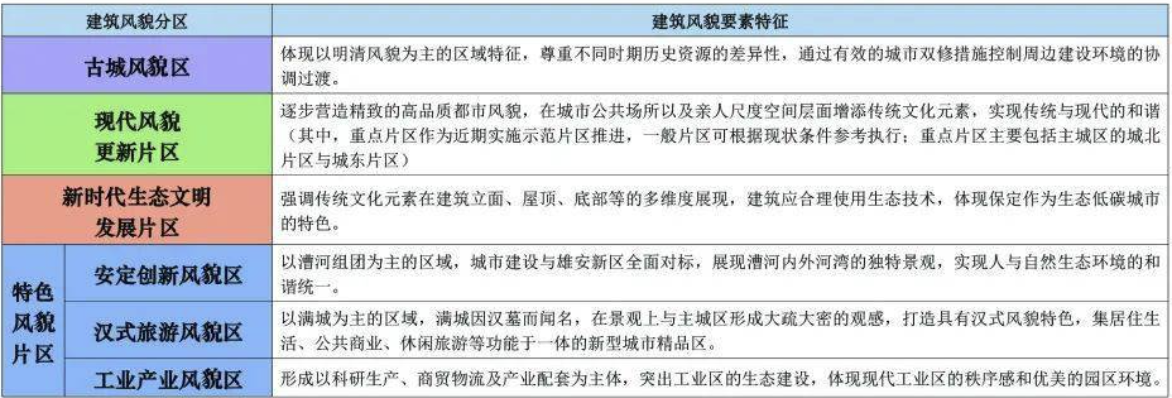 建筑风貌分区
建筑风貌要素特征
古城风貌区
体现以明清风貌为主的区域特征，尊重不同时期历史资源的差异性，通过有效的城市双修措施控制周边建设环境的协
调过渡。
现代风貌
更新片区
逐步营造精致的高品质都市风貌，在城市公共场所以及亲人尺度空间层面增添传统文化元素，实现传统与现代的和谐
（其中，重点片区作为近期实施示范片区推进，一般片区可根据现状条件参考执行；重点片区主要包括主城区的城北
片区与城东片区）
新时代生态文明
发展片区
强调传统文化元素在建筑立面、屋顶、底部等的多维度展现，建筑应合理使用生态技术，体现保定作为生态低碳城市
的特色。
特色
风貌
片区
安定创新风貌区
以漕河组团为主的区域，城市建设与雄安新区全面对标，展现漕河内外河湾的独特景观，实现人与自然生态环境的和
谐统一。
汉式旅游风貌区
以满城为主的区域，满城因汉墓而闻名，在景观上与主城区形成大疏大密的观感，打造具有汉式风貌特色，集居住生
活、公共商业、休闲旅游等功能于一体的新型城市精品区。
工业产业风貌区
形成以科研生产、商贸物流及产业配套为主体，突出工业区的生态建设，体现现代工业区的秩序感和优美的园区环境。